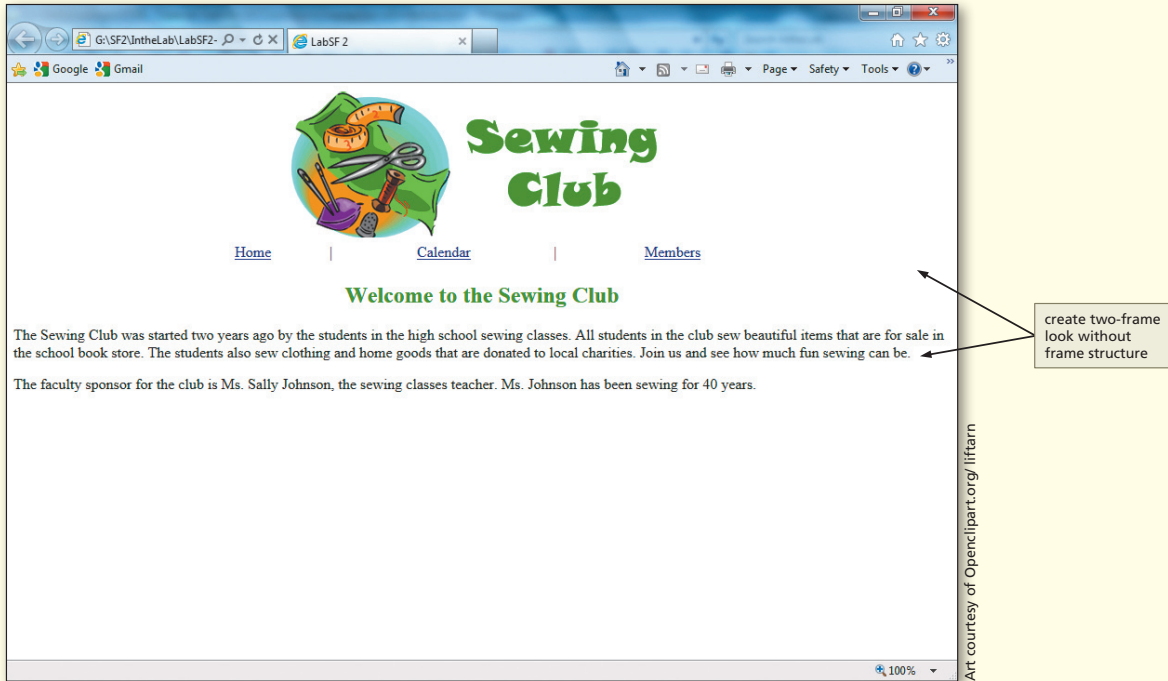 G:\SF2\IntheLab\LabSF2-
LabSF 2
Google
Gmail
Page
Safety
Tools
Sewing
Club
Home | Calendar | Members
Welcome to the Sewing Club
The Sewing Club was started two years ago by the students in the high school sewing classes. All students in the club sew beautiful items that are for sale in
the school book store. The students also sew clothing and home goods that are donated to local charities. Join us and see how much fun sewing can be.
The faculty sponsor for the club is Ms. Sally Johnson, the sewing classes teacher. Ms. Johnson has been sewing for 40 years.
create two-frame
look without
frame structure
Art courtesy of Openclipart.org/ liftarn
100%